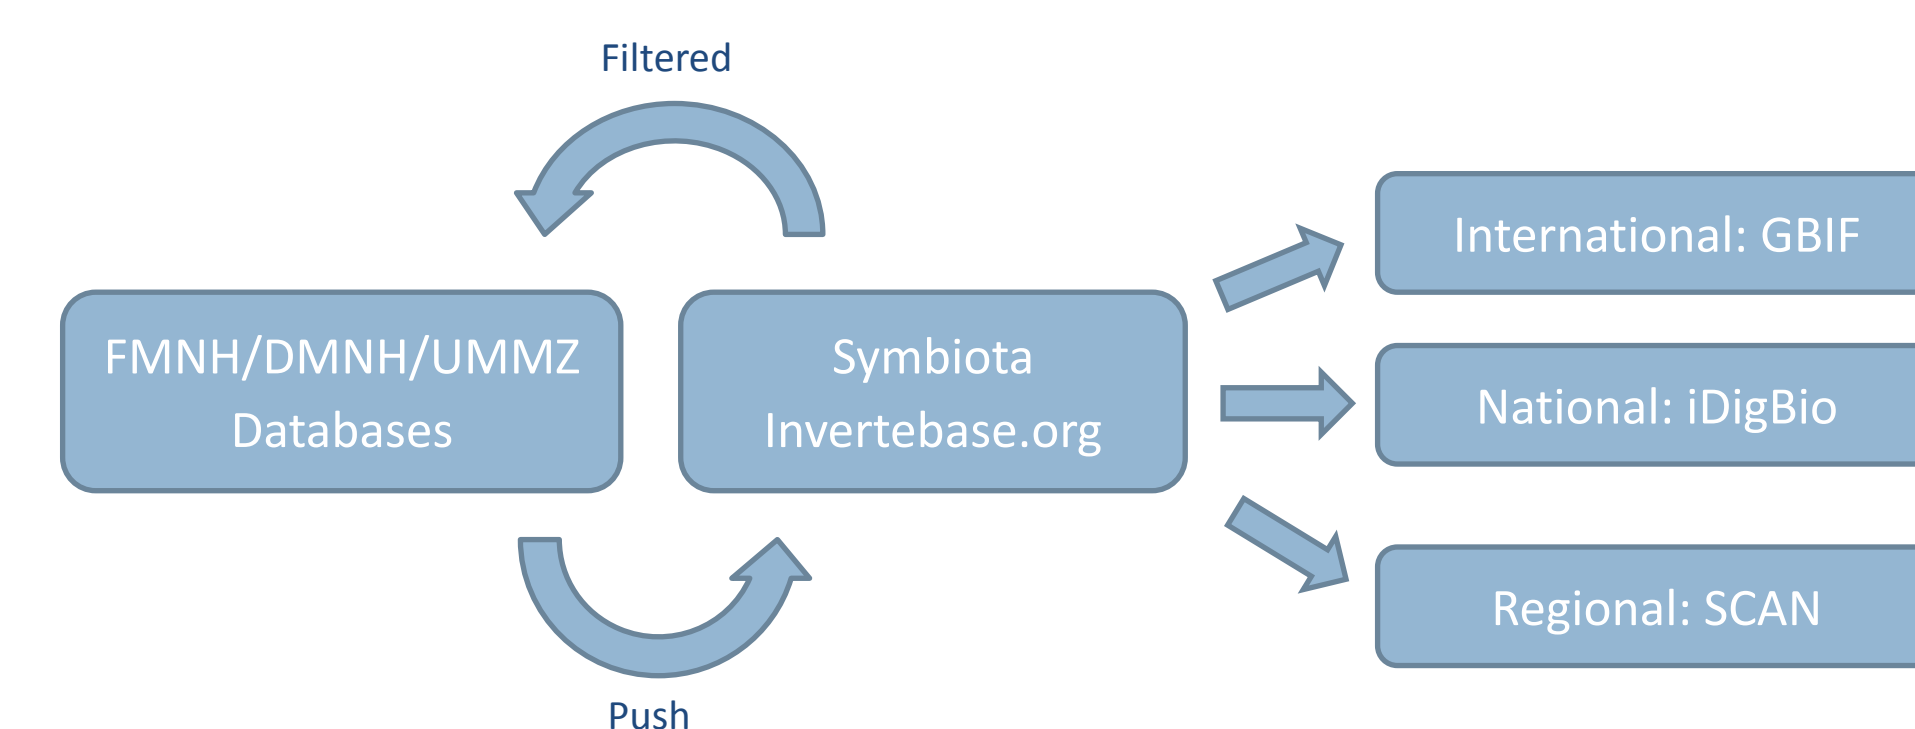 Filtered
FMNH/DMNH/UMMZ
Databases
Symbiota
Invertebase.org
International: GBIF
National: iDigBio
Regional: SCAN
Push